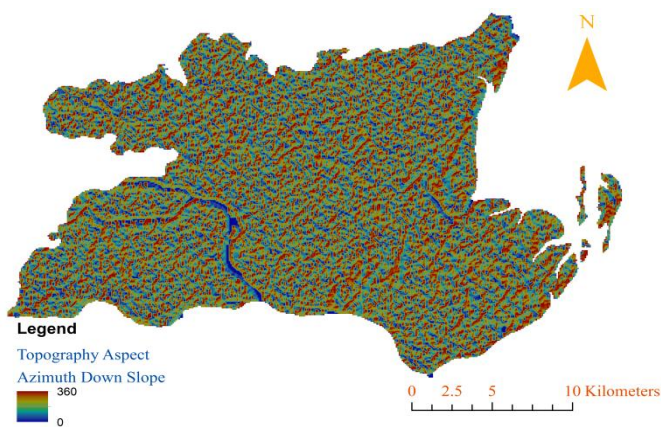 N
Legend
Topography Aspect
Azimuth Down Slope
360
0
0 2.5 5 10 Kilometers